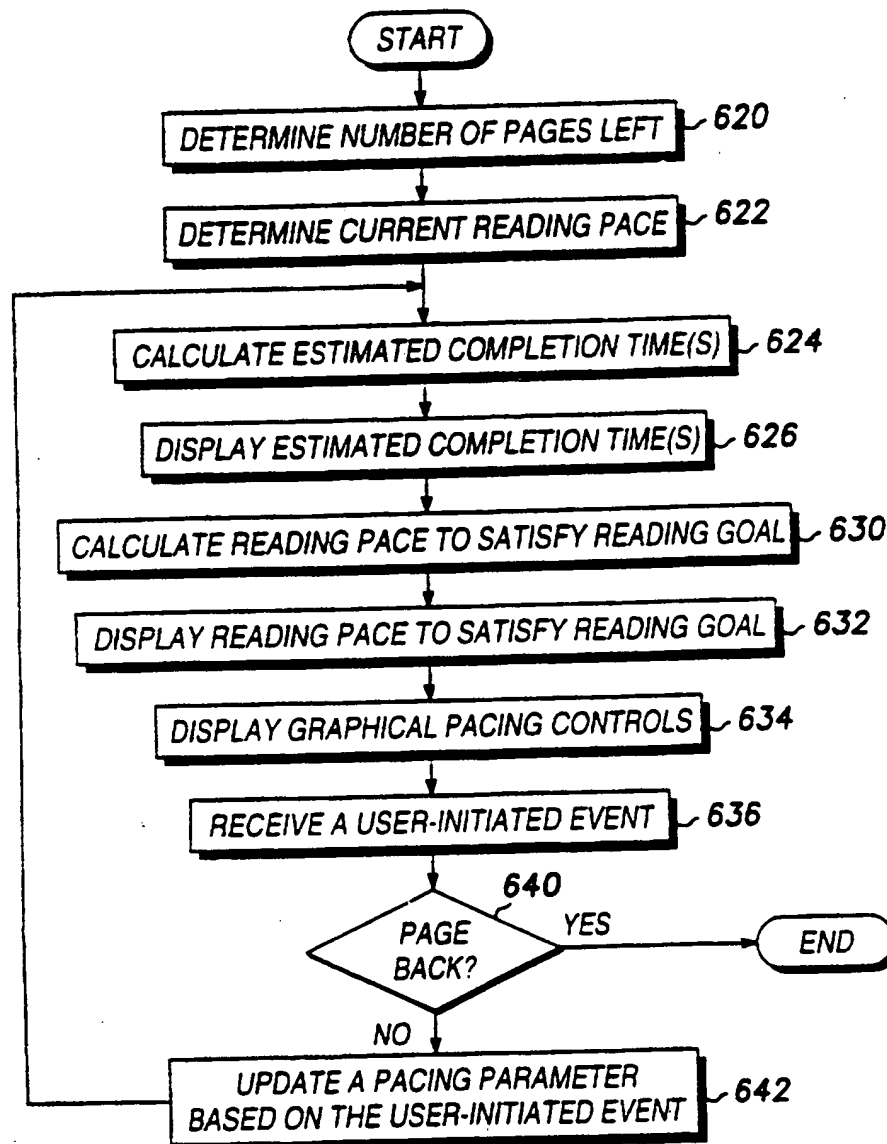 START
DETERMINE NUMBER OF PAGES LEFT 620
DETERMINE CURRENT READING PACE 622
CALCULATE ESTIMATED COMPLETION TIME(S) 624
DISPLAY ESTIMATED COMPLETION TIME(S) 626
CALCULATE READING PACE TO SATISFY READING GOAL 630
DISPLAY READING PACE TO SATISFY READING GOAL 632
DISPLAY GRAPHICAL PACING CONTROLS 634
RECEIVE A USER-INITIATED EVENT 636
640
PAGE
BACK?
YES
END
NO
UPDATE A PACING PARAMETER
BASED ON THE USER-INITIATED EVENT 642